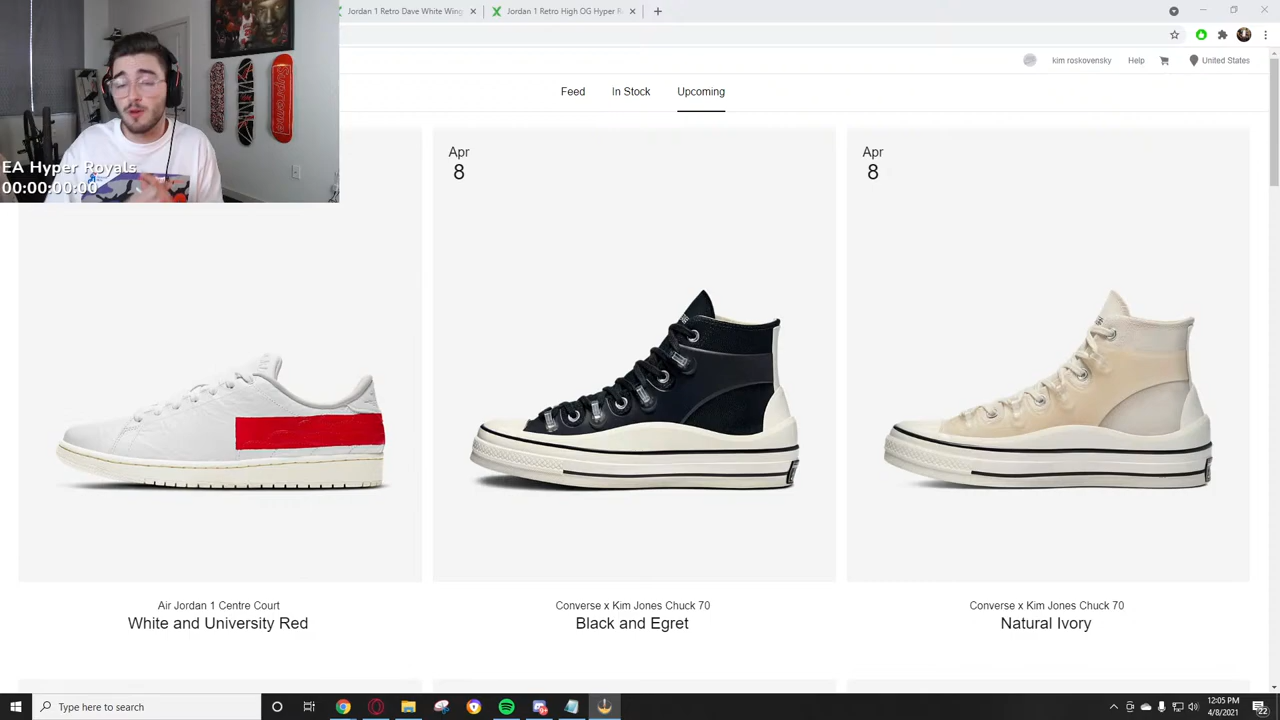 Jordan 1 Retro Dave White Wing
Jordan 1 Retro High OG Hyper R
kim roskovensky
Help
United States
Feed
In Stock
Upcoming
EA Hyper Royals
00:00:00:00
Apr
8
Apr
8
Air Jordan 1 Centre Court
White and University Red
Converse x Kim Jones Chuck 70
Black and Egret
Converse x Kim Jones Chuck 70
Natural Ivory
Type here to search
12:05 PM
4/8/2021
22